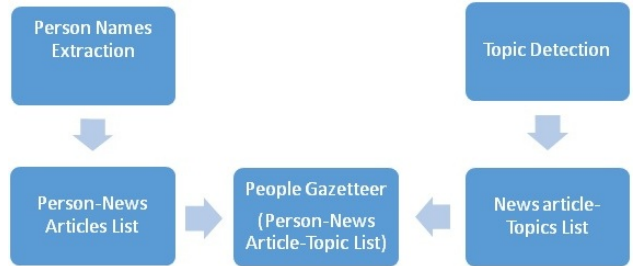 Person Names
Extraction
Topic Detection
Person-News
Articles List
People Gazetteer
(Person-News
Article-Topic List)
News article-
Topics List